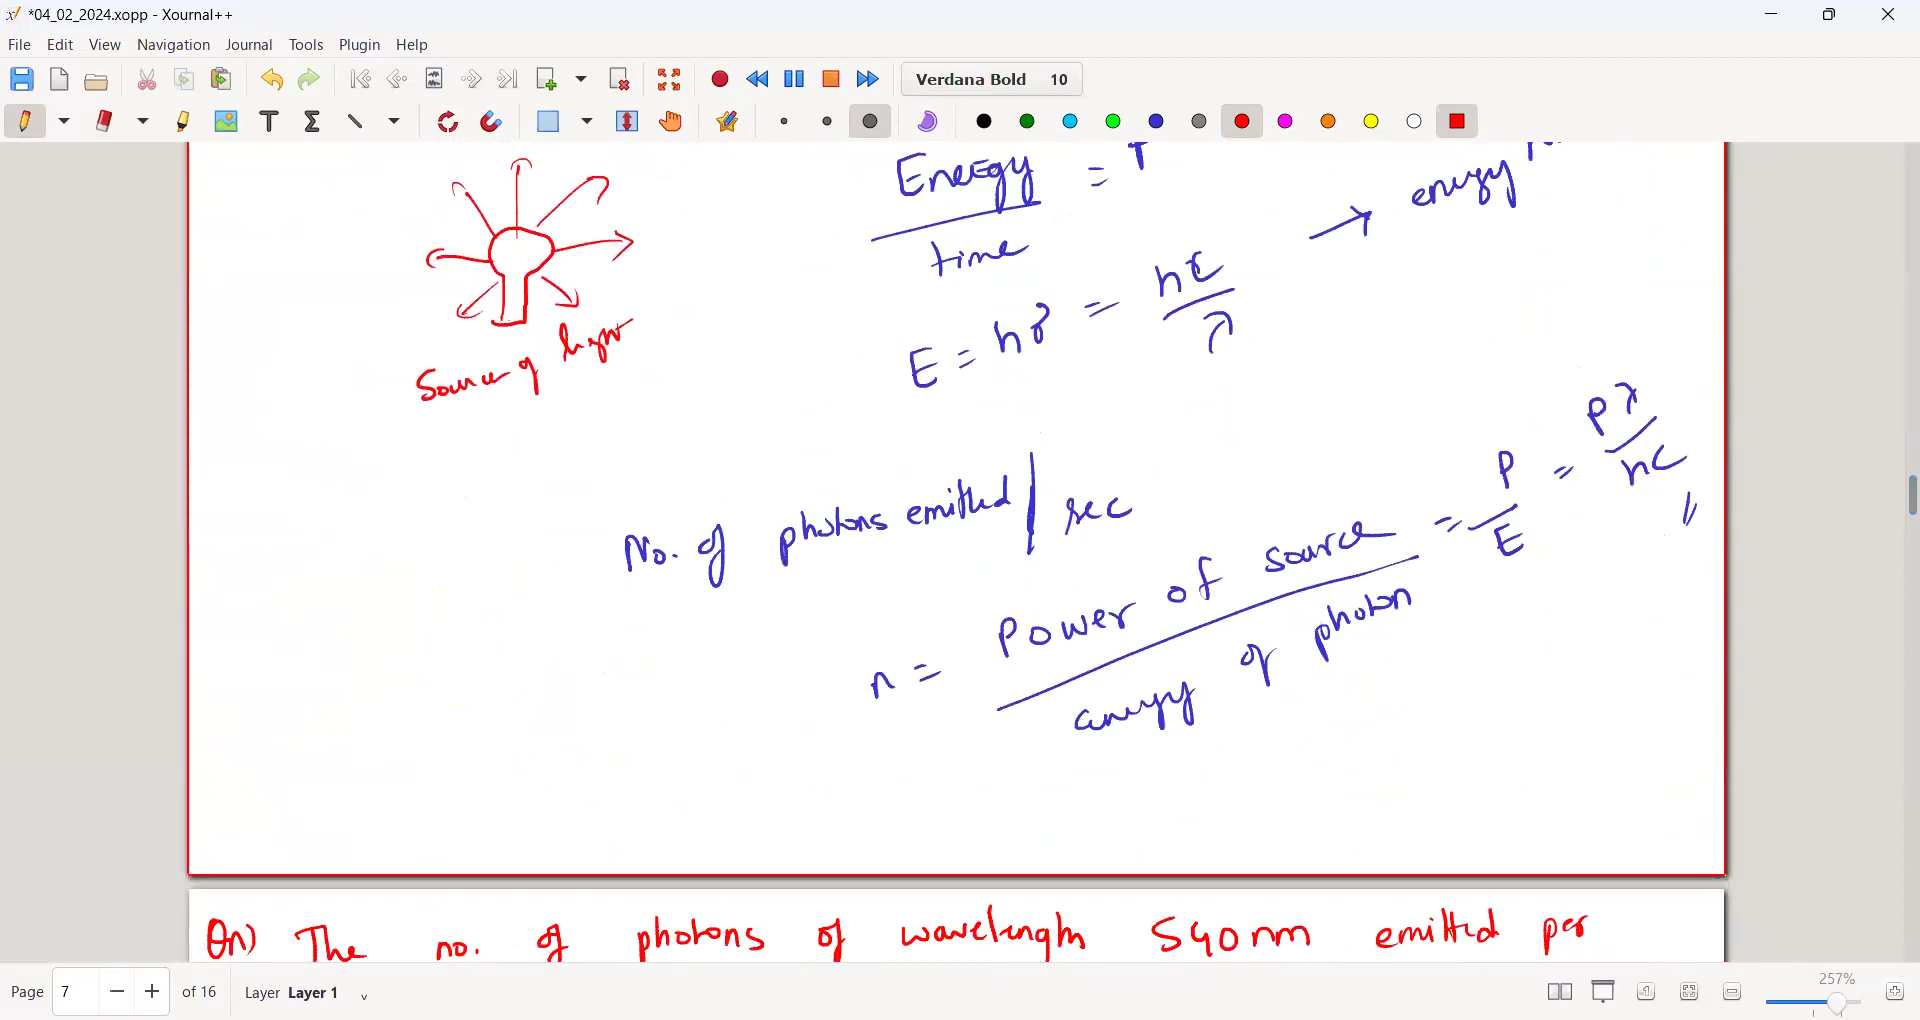 *04_02_2024.xopp - Xournal++
File Edit View Navigation Journal Tools Plugin Help
Verdana Bold 10
Energy / time =
energy
E = hν = hc / λ
Source of light
No. of photons emitted / sec
n = Power of source / energy of photon = P / E = Pλ / hc
Qn) The no. of photons of wavelength 540nm emitted per
Page 7 of 16 Layer Layer 1
257%